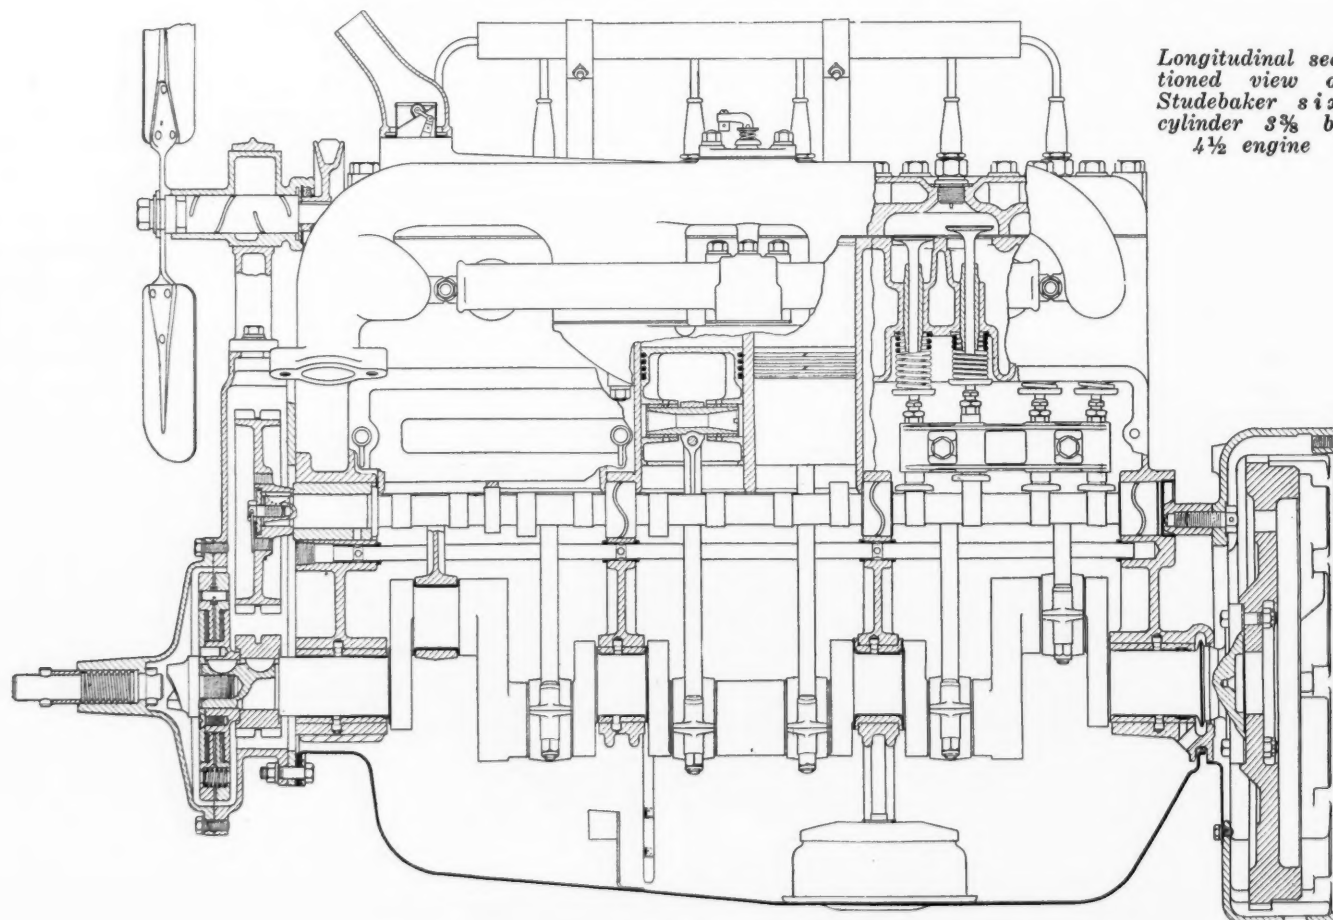 Longitudinal sec-
tioned view o
Studebaker six
cylinder 3⅜ b
4½ engine